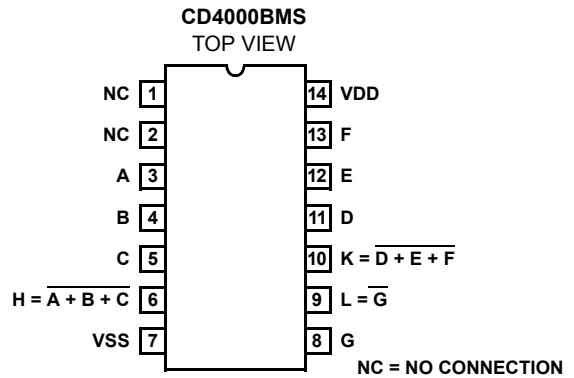 CD4000BMS
TOP VIEW
NC 1 14 VDD
NC 2 13 F
A 3 12 E
B 4 11 D
C 5 10 K = D + E + F
H = A + B + C 6 9 L = G
VSS 7 8 G
NC = NO CONNECTION